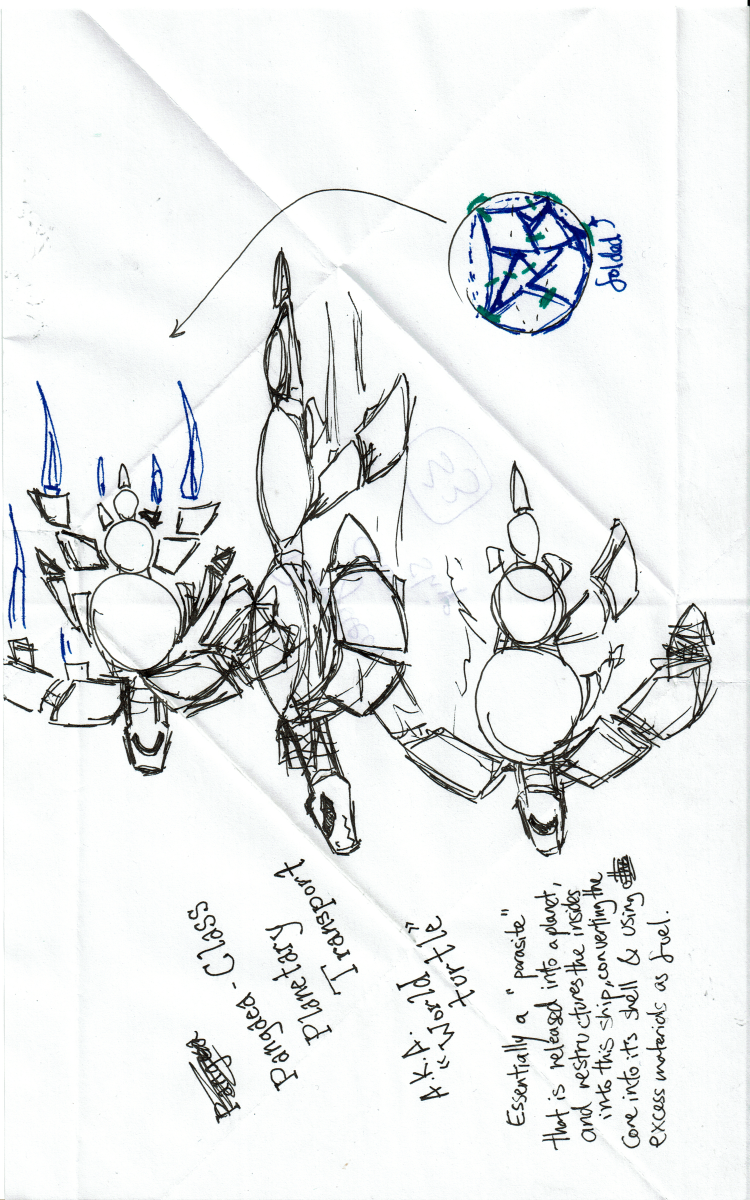 Pangaea - Class
Planetary
Transport
A.K.A.
"World
turtle"
Essentially a "parasite"
that is released into a planet,
and restructures the insides
into this ship, converting the
core into its shell & using
excess materials as fuel.
folded